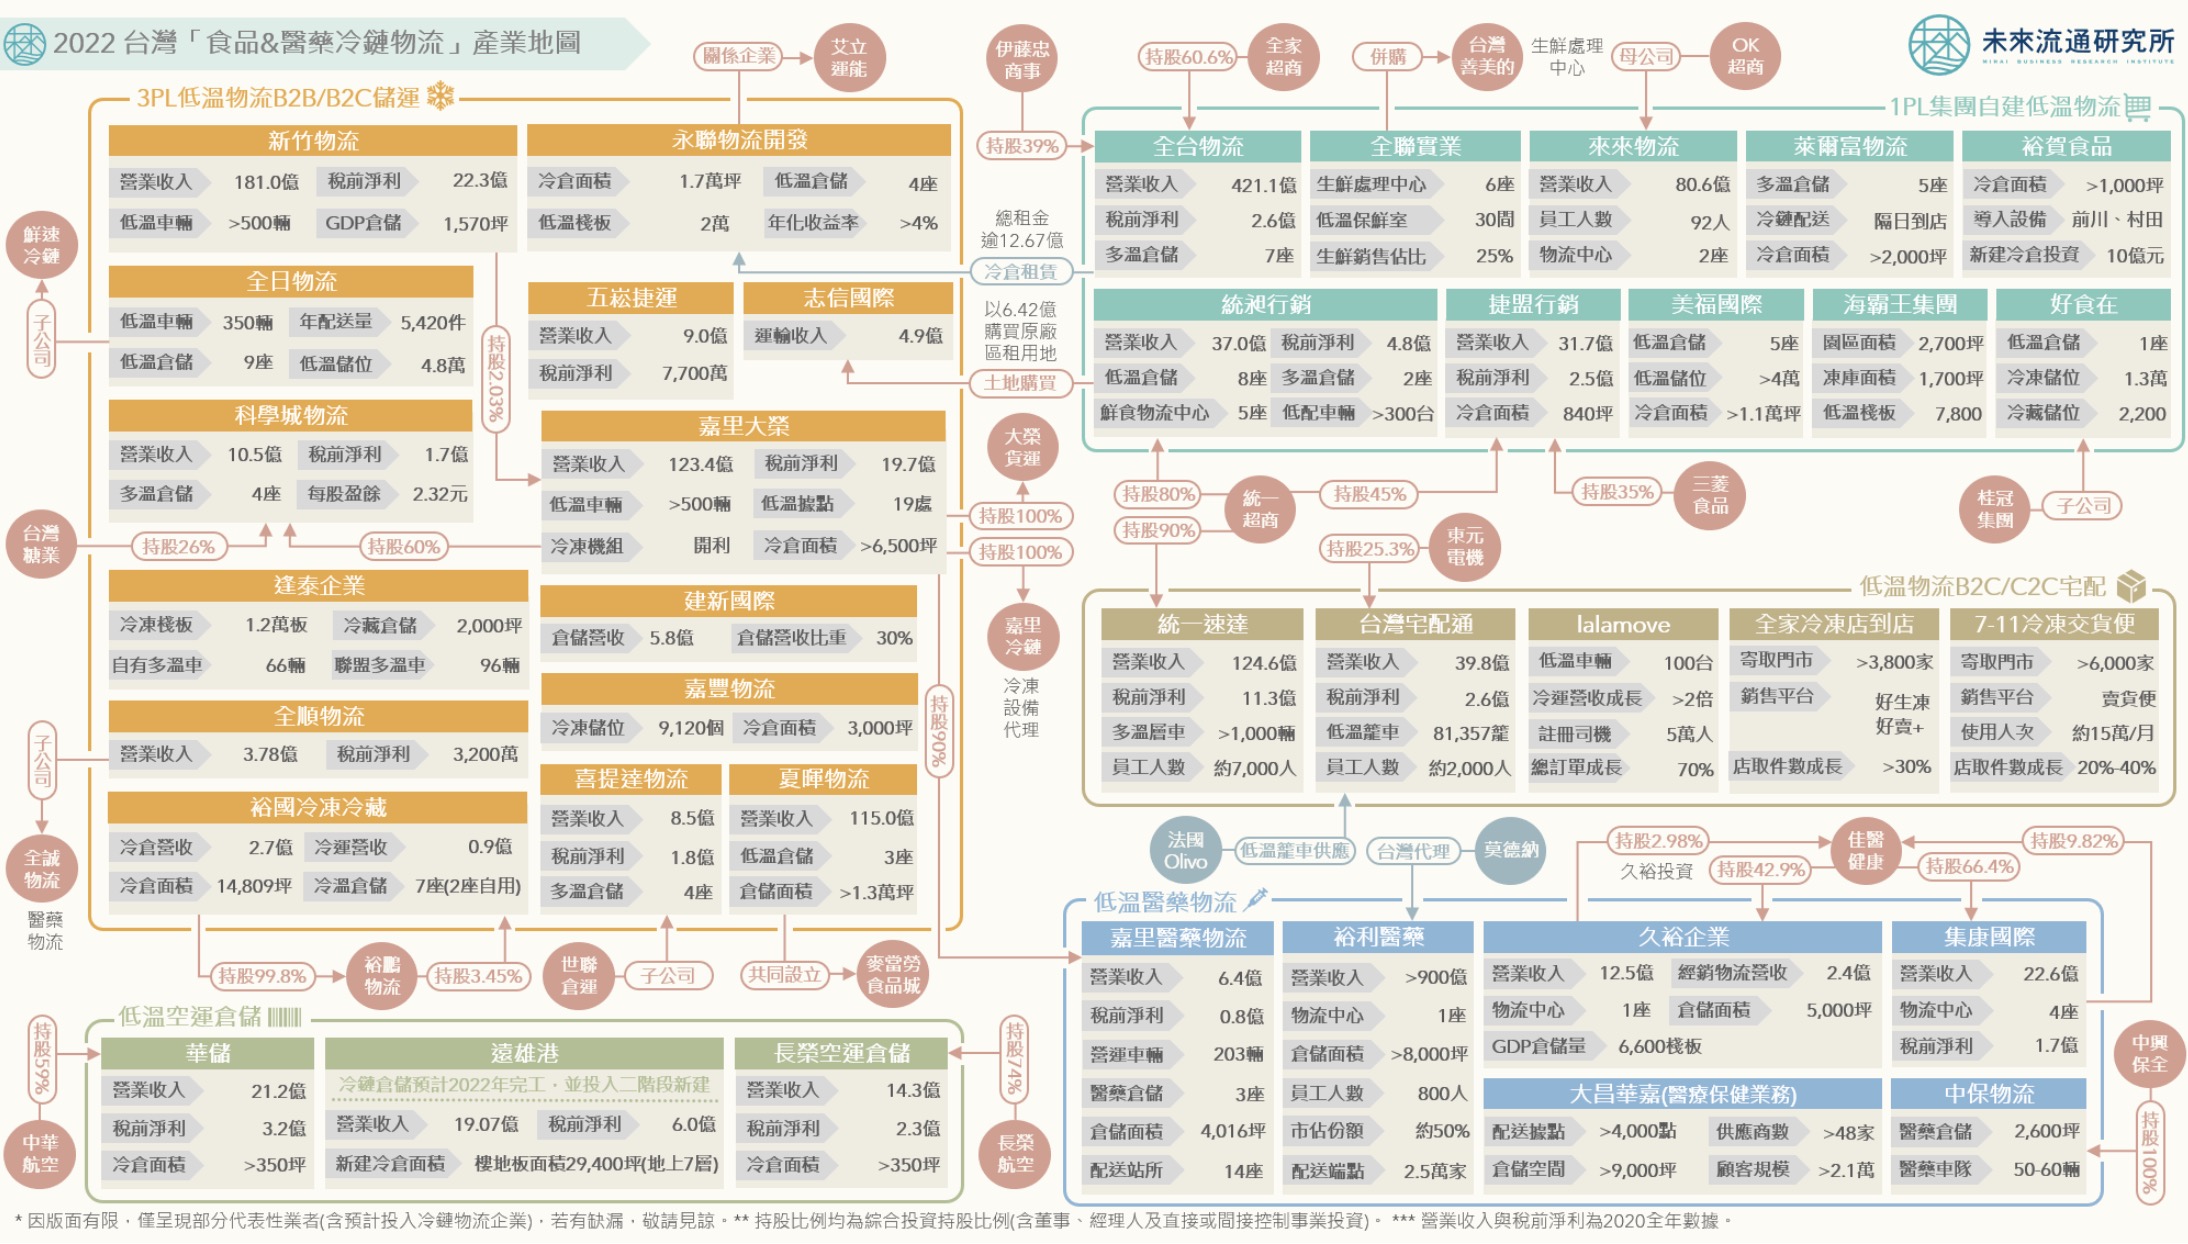 2022 台灣「食品&醫藥冷鏈物流」產業地圖
未來流通研究所
MIRAI BUSINESS RESEARCH INSTITUTE
關係企業
艾立
運能
伊藤忠
商事
持股60.6%
全家
超商
併購
台灣
善美的
生鮮處理
中心
母公司
OK
超商
3PL低溫物流B2B/B2C儲運
新竹物流
營業收入 181.0億 稅前淨利 22.3億
低溫車輛 >500輛 GDP倉儲 1,570坪
永聯物流開發
冷倉面積 1.7萬坪 低溫倉儲 4座
低溫棧板 2萬 年化收益率 >4%
鮮速
冷鏈
子公司
全日物流
低溫車輛 350輛 年配送量 5,420件
低溫倉儲 9座 低溫儲位 4.8萬
持股2.03%
五崧捷運
營業收入 9.0億
稅前淨利 7,700萬
志信國際
運輸收入 4.9億
科學城物流
營業收入 10.5億 稅前淨利 1.7億
多溫倉儲 4座 每股盈餘 2.32元
嘉里大榮
營業收入 123.4億 稅前淨利 19.7億
低溫車輛 >500輛 低溫據點 19處
冷凍機組 開利 冷倉面積 >6,500坪
台灣
糖業
持股26%
持股60%
逢泰企業
冷凍棧板 1.2萬板 冷藏倉儲 2,000坪
自有多溫車 66輛 聯盟多溫車 96輛
建新國際
倉儲營收 5.8億 倉儲營收比重 30%
嘉豐物流
冷凍儲位 9,120個 冷倉面積 3,000坪
全順物流
營業收入 3.78億 稅前淨利 3,200萬
子公司
全誠
物流
醫藥
物流
裕國冷凍冷藏
冷倉營收 2.7億 冷運營收 0.9億
冷倉面積 14,809坪 冷溫倉儲 7座(2座自用)
喜提達物流
營業收入 8.5億
稅前淨利 1.8億
多溫倉儲 4座
夏暉物流
營業收入 115.0億
低溫倉儲 3座
倉儲面積 >1.3萬坪
持股99.8%
裕鵬
物流
持股3.45%
世聯
倉運
子公司
共同設立
麥當勞
食品城
持股39%
總租金
逾12.67億
冷倉租賃
以6.42億
購買原廠
區租用地
土地購買
大榮
貨運
持股100%
持股100%
嘉里
冷鏈
冷凍
設備
代理
持股90%
1PL集團自建低溫物流
全台物流
營業收入 421.1億
稅前淨利 2.6億
多溫倉儲 7座
全聯實業
生鮮處理中心 6座
低溫保鮮室 30間
生鮮銷售佔比 25%
來來物流
營業收入 80.6億
員工人數 92人
物流中心 2座
萊爾富物流
多溫倉儲 5座
冷鏈配送 隔日到店
冷倉面積 >2,000坪
裕賀食品
冷倉面積 >1,000坪
導入設備 前川、村田
新建冷倉投資 10億元
統昶行銷
營業收入 37.0億 稅前淨利 4.8億
低溫倉儲 8座 多溫倉儲 2座
鮮食物流中心 5座 低配車輛 >300台
捷盟行銷
營業收入 31.7億
稅前淨利 2.5億
冷倉面積 840坪
美福國際
低溫倉儲 5座
低溫儲位 >4萬
冷倉面積 >1.1萬坪
海霸王集團
園區面積 2,700坪
凍庫面積 1,700坪
低溫棧板 7,800
好食在
低溫倉儲 1座
冷凍儲位 1.3萬
冷藏儲位 2,200
持股80%
持股90%
統一
超商
持股45%
持股35%
三菱
食品
桂冠
集團
子公司
持股25.3%
東元
電機
低溫物流B2C/C2C宅配
統一速達
營業收入 124.6億
稅前淨利 11.3億
多溫層車 >1,000輛
員工人數 約7,000人
台灣宅配通
營業收入 39.8億
稅前淨利 2.6億
低溫籠車 81,357籠
員工人數 約2,000人
lalamove
低溫車輛 100台
冷運營收成長 >2倍
註冊司機 5萬人
總訂單成長 70%
全家冷凍店到店
寄取門市 >3,800家
銷售平台 好生凍
好賣+
店取件數成長 >30%
7-11冷凍交貨便
寄取門市 >6,000家
銷售平台 賣貨便
使用人次 約15萬/月
店取件數成長 20%-40%
法國
Olivo
低溫籠車供應
台灣代理
莫德納
持股2.98%
久裕投資
持股42.9%
佳醫
健康
持股9.82%
持股66.4%
低溫醫藥物流
嘉里醫藥物流
營業收入 6.4億
稅前淨利 0.8億
營運車輛 203輛
醫藥倉儲 3座
倉儲面積 4,016坪
配送站所 14座
裕利醫藥
營業收入 >900億
物流中心 1座
倉儲面積 >8,000坪
員工人數 800人
市佔份額 約50%
配送端點 2.5萬家
久裕企業
營業收入 12.5億 經銷物流營收 2.4億
物流中心 1座 倉儲面積 5,000坪
GDP倉儲量 6,600棧板
集康國際
營業收入 22.6億
物流中心 4座
稅前淨利 1.7億
大昌華嘉(醫療保健業務)
配送據點 >4,000點 供應商數 >48家
倉儲空間 >9,000坪 顧客規模 >2.1萬
中保物流
醫藥倉儲 2,600坪
醫藥車隊 50-60輛
中興
保全
持股100%
低溫空運倉儲
持股59%
中華
航空
華儲
營業收入 21.2億
稅前淨利 3.2億
冷倉面積 >350坪
遠雄港
冷鏈倉儲預計2022年完工，並投入二階段新建
營業收入 19.07億 稅前淨利 6.0億
新建冷倉面積 樓地板面積29,400坪(地上7層)
長榮空運倉儲
營業收入 14.3億
稅前淨利 2.3億
冷倉面積 >350坪
持股74%
長榮
航空
* 因版面有限，僅呈現部分代表性業者(含預計投入冷鏈物流企業)，若有缺漏，敬請見諒。** 持股比例均為綜合投資持股比例(含董事、經理人及直接或間接控制事業投資)。 *** 營業收入與稅前淨利為2020全年數據。